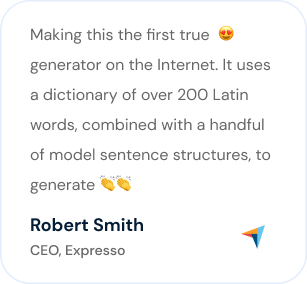 Making this the first true 😍
generator on the Internet. It uses
a dictionary of over 200 Latin
words, combined with a handful
of model sentence structures, to
generate 👏👏
Robert Smith
CEO, Expresso